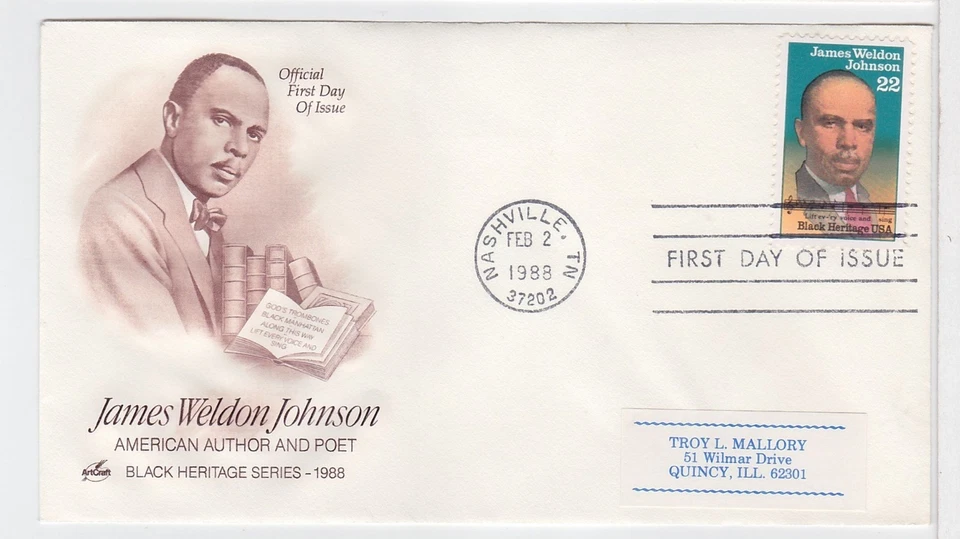 Official
First Day
Of Issue
GOD'S TROMBONES
BLACK MANHATTAN
ALONG THIS WAY
LIFT EVERY VOICE AND
SING
James Weldon Johnson
AMERICAN AUTHOR AND POET
ArtCraft
BLACK HERITAGE SERIES - 1988
NASHVILLE, TN
FEB 2
1988
37202
James Weldon
Johnson
22
Lift ev-'ry voice and sing
Black Heritage USA
FIRST DAY OF ISSUE
TROY L. MALLORY
51 Wilmar Drive
QUINCY, ILL. 62301